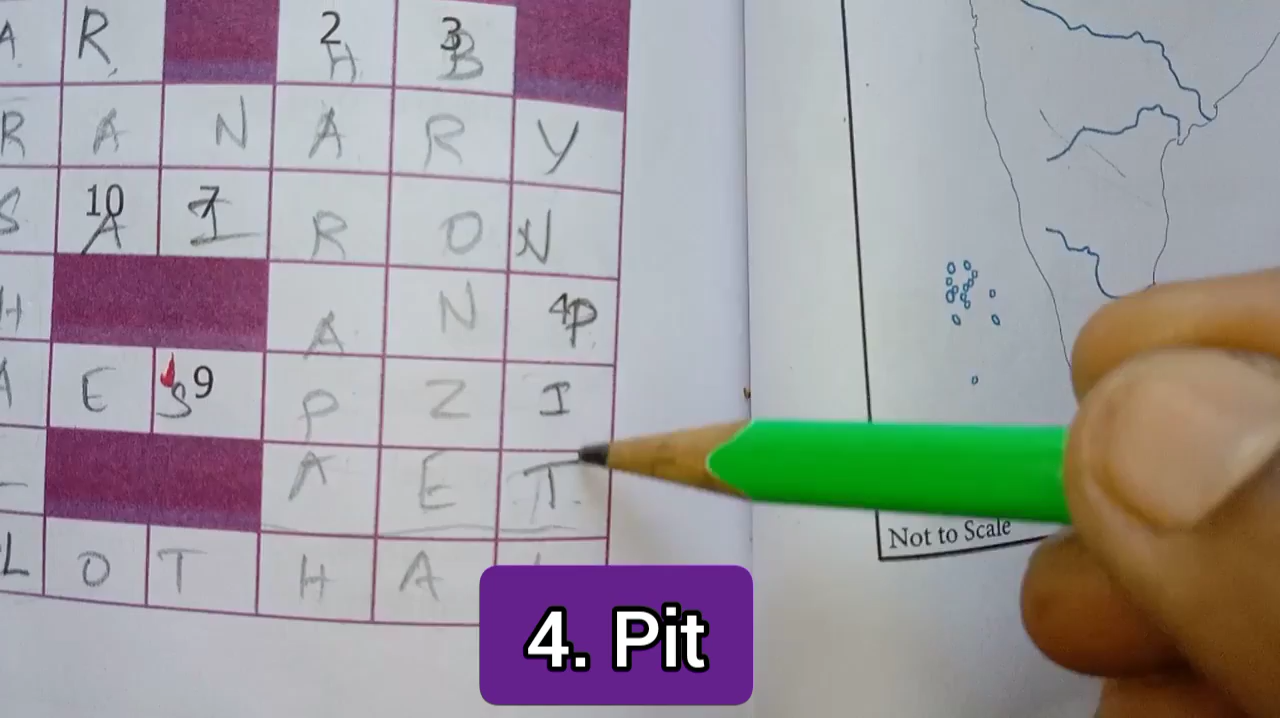 A R 2 H 3 B
R A N A R Y
S 10 A 7 I R O N
H A N 4 P
A E S 9 P Z I
A E T
L O T H A
Not to Scale
4. Pit